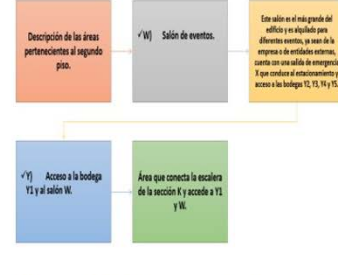 Descripción de las áreas
pertenecientes al segundo
piso.
✓W) Salón de eventos.
Este salón es el más grande del
edificio y es alquilado para
diferentes eventos, ya sean de la
empresa o de entidades externas,
cuenta con una salida de emergencia
X que conduce al estacionamiento y
acceso a las bodegas Y2, Y3, Y4 y Y5.
✓Y) Acceso a la bodega
Y1 y al salón W.
Área que conecta la escalera
de la sección K y accede a Y1
y W.